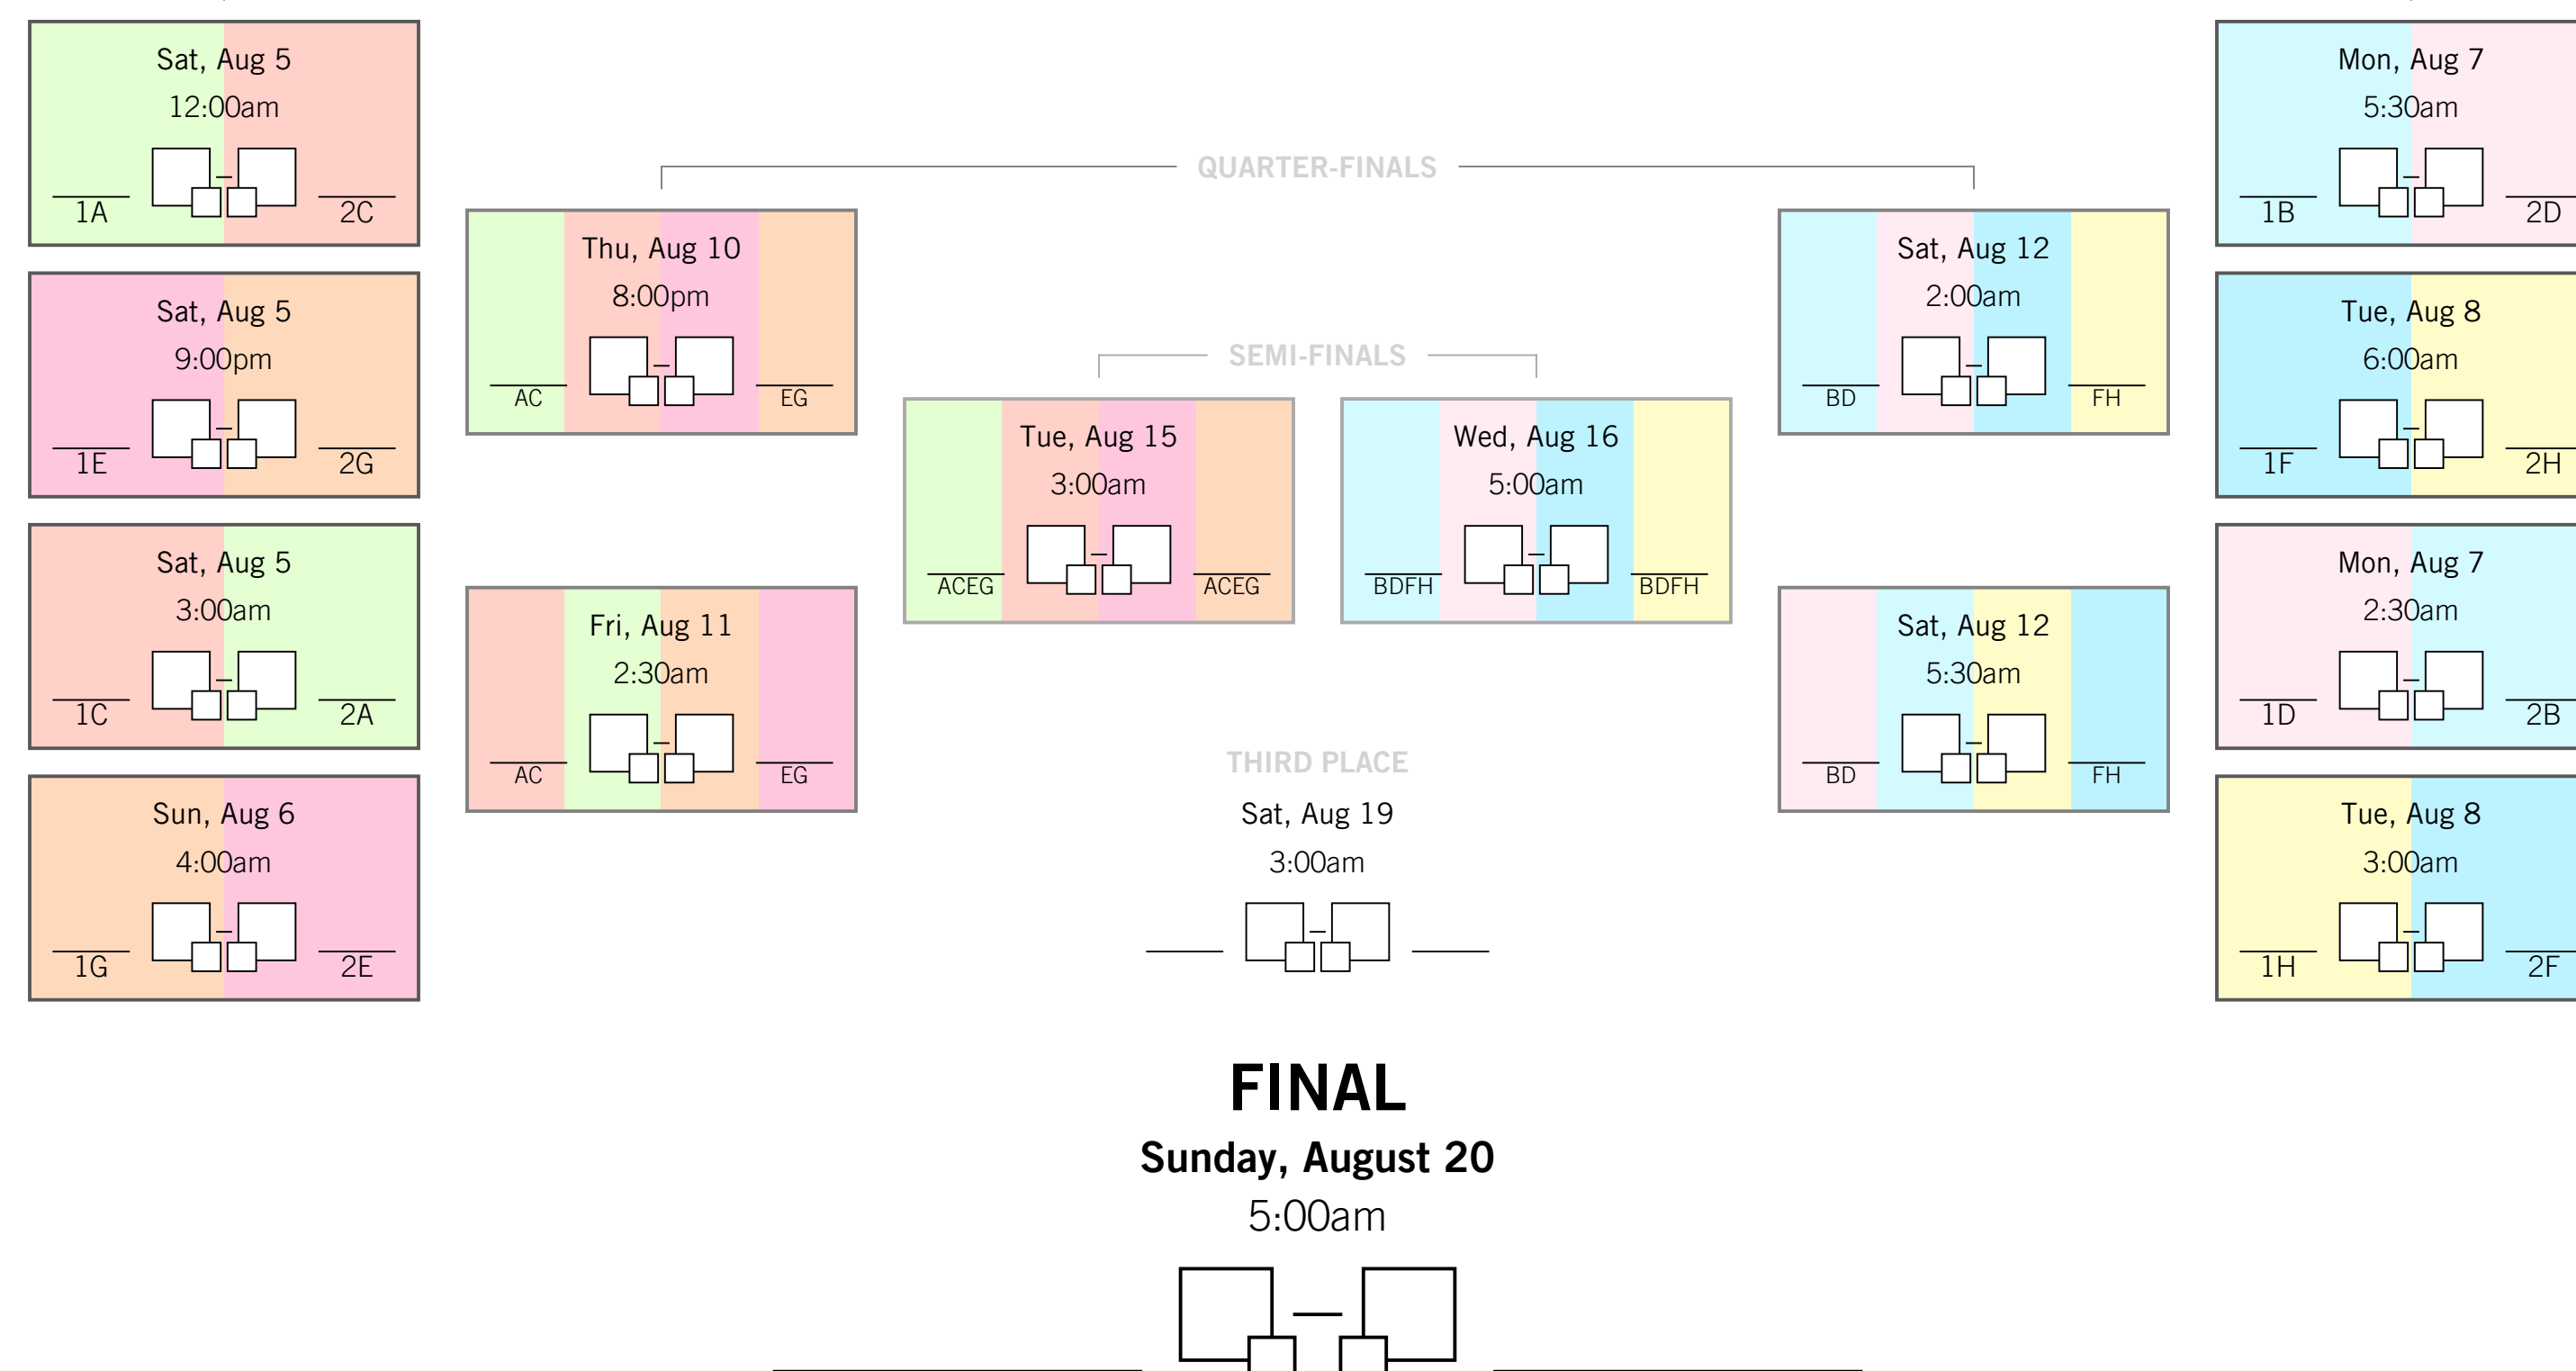 Sat, Aug 5
12:00am
1A
2C
Sat, Aug 5
9:00pm
1E
2G
Sat, Aug 5
3:00am
1C
2A
Sun, Aug 6
4:00am
1G
2E
QUARTER-FINALS
Thu, Aug 10
8:00pm
AC
EG
Fri, Aug 11
2:30am
AC
EG
SEMI-FINALS
Tue, Aug 15
3:00am
ACEG
ACEG
Wed, Aug 16
5:00am
BDFH
BDFH
Sat, Aug 12
2:00am
BD
FH
Sat, Aug 12
5:30am
BD
FH
Mon, Aug 7
5:30am
1B
2D
Tue, Aug 8
6:00am
1F
2H
Mon, Aug 7
2:30am
1D
2B
Tue, Aug 8
3:00am
1H
2F
THIRD PLACE
Sat, Aug 19
3:00am
FINAL
Sunday, August 20
5:00am